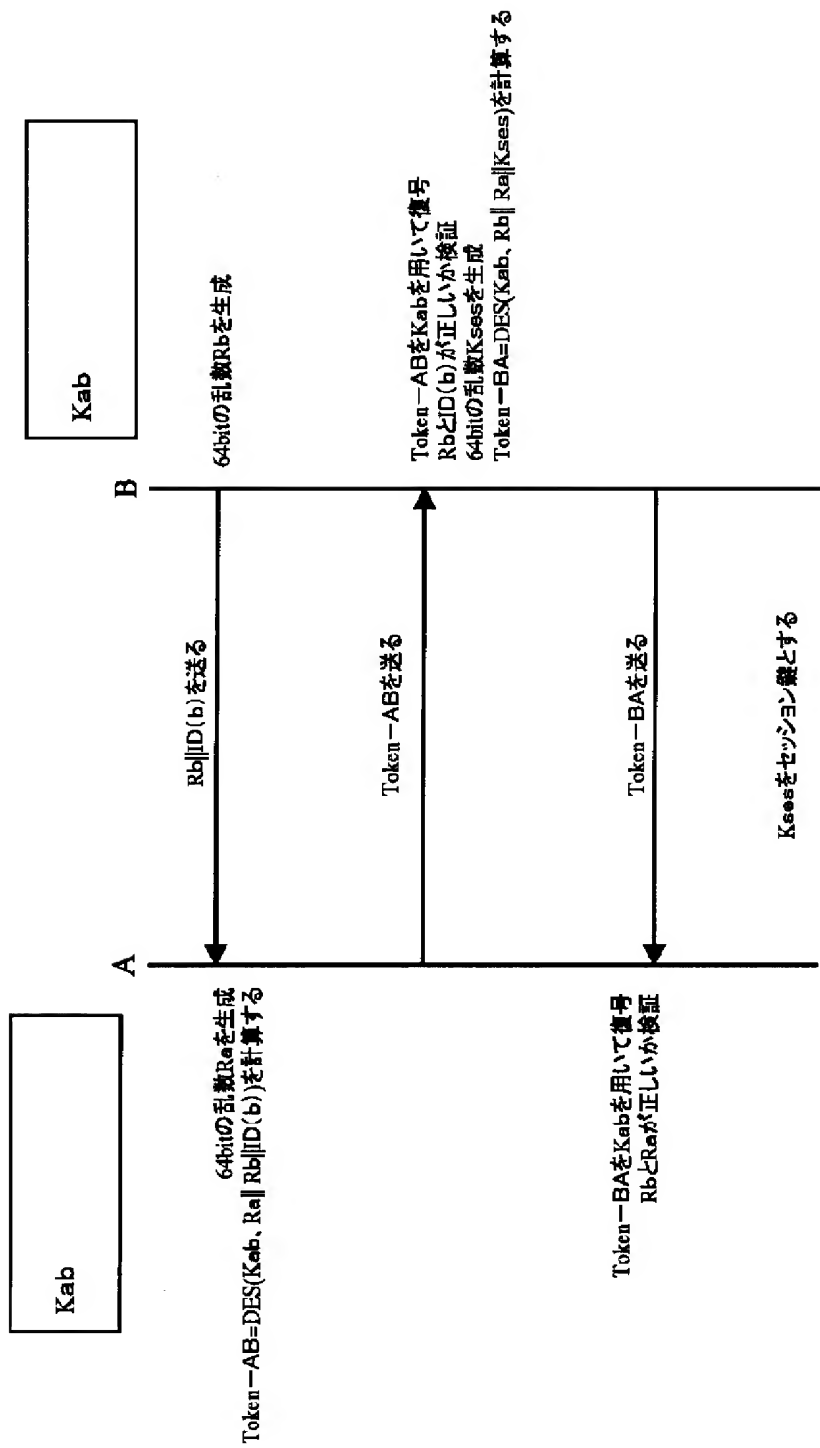 Kab
Kab
A
B
64bitの乱数Rbを生成
Rb||ID(b)を送る
64bitの乱数Raを生成
Token−AB=DES(Kab、Ra|| Rb||ID(b))を計算する
Token−ABを送る
Token−ABをKabを用いて復号
RbとID(b)が正しいか検証
64bitの乱数Ksesを生成
Token−BA=DES(Kab、Rb|| Ra||Kses)を計算する
Token−BAを送る
Token−BAをKabを用いて復号
RbとRaが正しいか検証
Ksesをセッション鍵とする